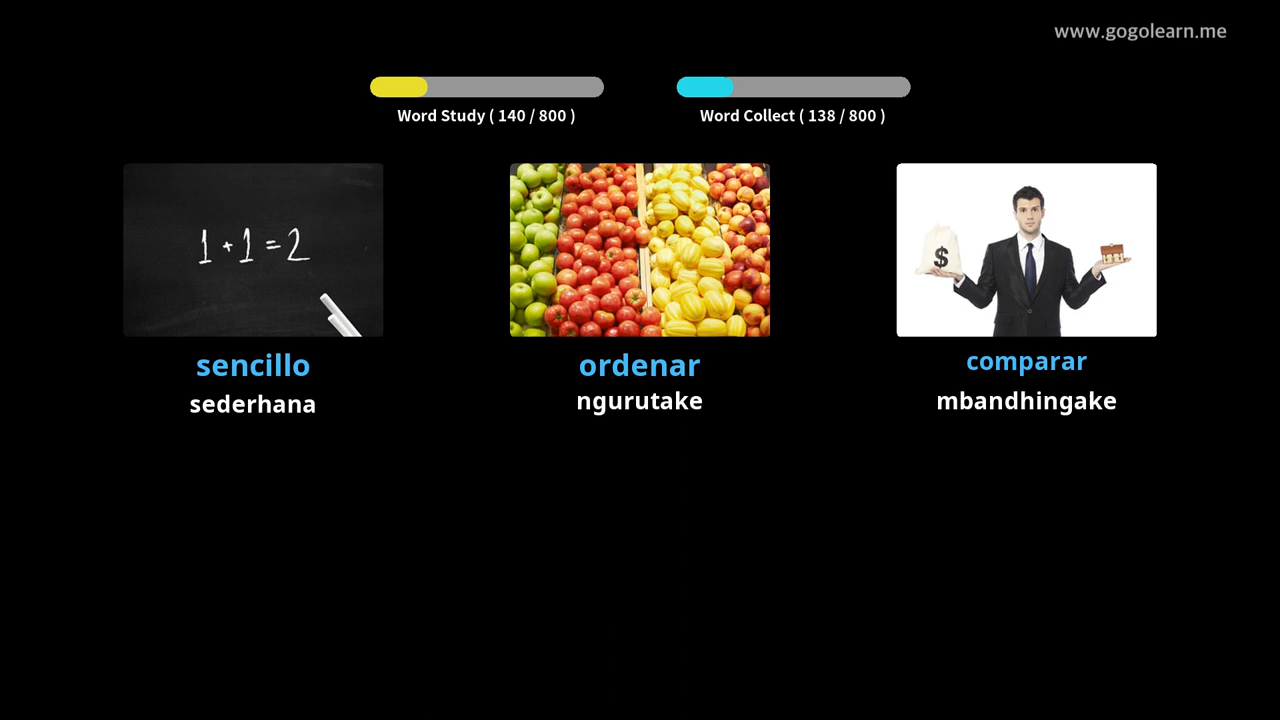 www.gogolearn.me
Word Study ( 140 / 800 )
Word Collect ( 138 / 800 )
1 + 1 = 2
$
sencillo
ordenar
comparar
sederhana
ngurutake
mbandhingake